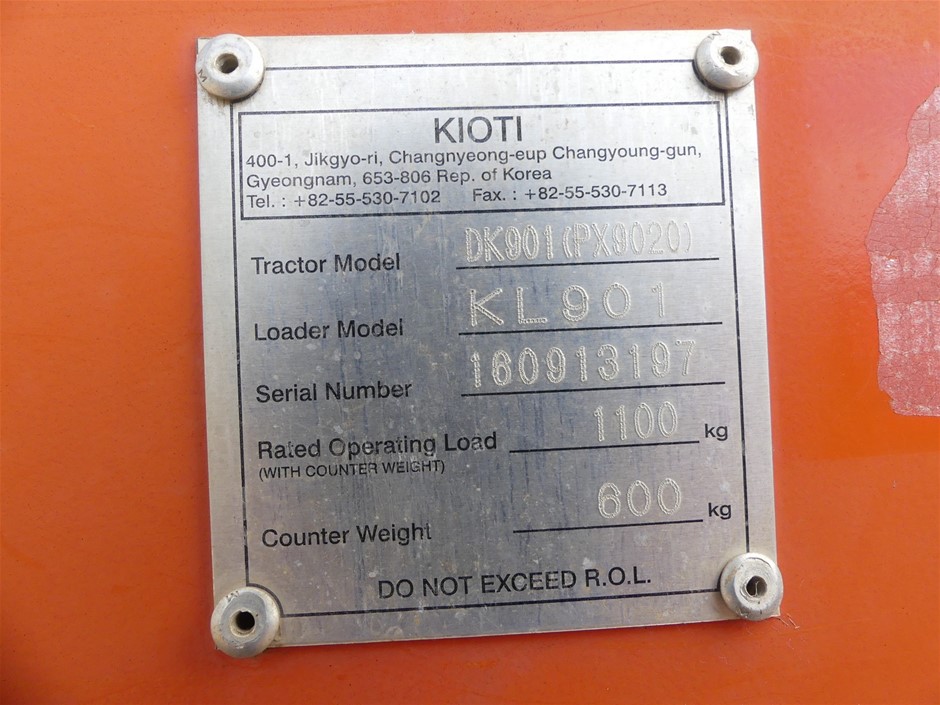 KIOTI
400-1, Jikgyo-ri, Changnyeong-eup Changyoung-gun,
Gyeongnam, 653-806 Rep. of Korea
Tel. : +82-55-530-7102 Fax. : +82-55-530-7113
Tractor Model DK901(PX9020)
Loader Model KL901
Serial Number 160913197
Rated Operating Load 1100 kg
(WITH COUNTER WEIGHT)
Counter Weight 600 kg
DO NOT EXCEED R.O.L.